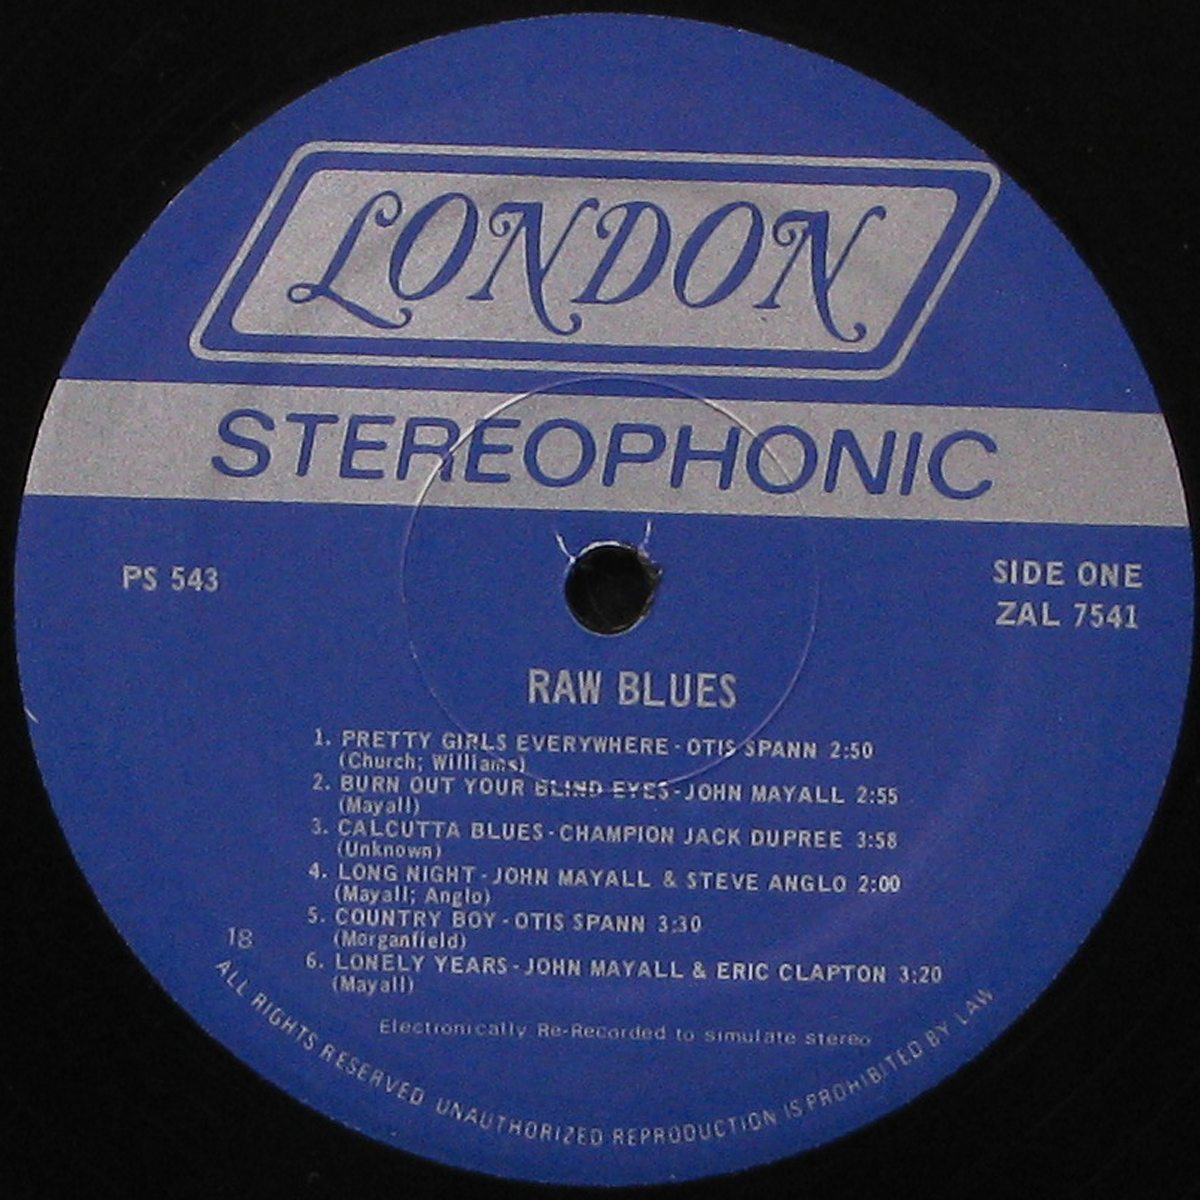 LONDON
STEREOPHONIC
PS 543
SIDE ONE
ZAL 7541
RAW BLUES
1. PRETTY GIRLS EVERYWHERE - OTIS SPANN 2:50
(Church; Williams)
2. BURN OUT YOUR BLIND EYES - JOHN MAYALL 2:55
(Mayall)
3. CALCUTTA BLUES - CHAMPION JACK DUPREE 3:58
(Unknown)
4. LONG NIGHT - JOHN MAYALL & STEVE ANGLO 2:00
(Mayall; Anglo)
5. COUNTRY BOY - OTIS SPANN 3:30
(Morganfield)
6. LONELY YEARS - JOHN MAYALL & ERIC CLAPTON 3:20
(Mayall)
18
Electronically Re-Recorded to simulate stereo
ALL RIGHTS RESERVED UNAUTHORIZED REPRODUCTION IS PROHIBITED BY LAW